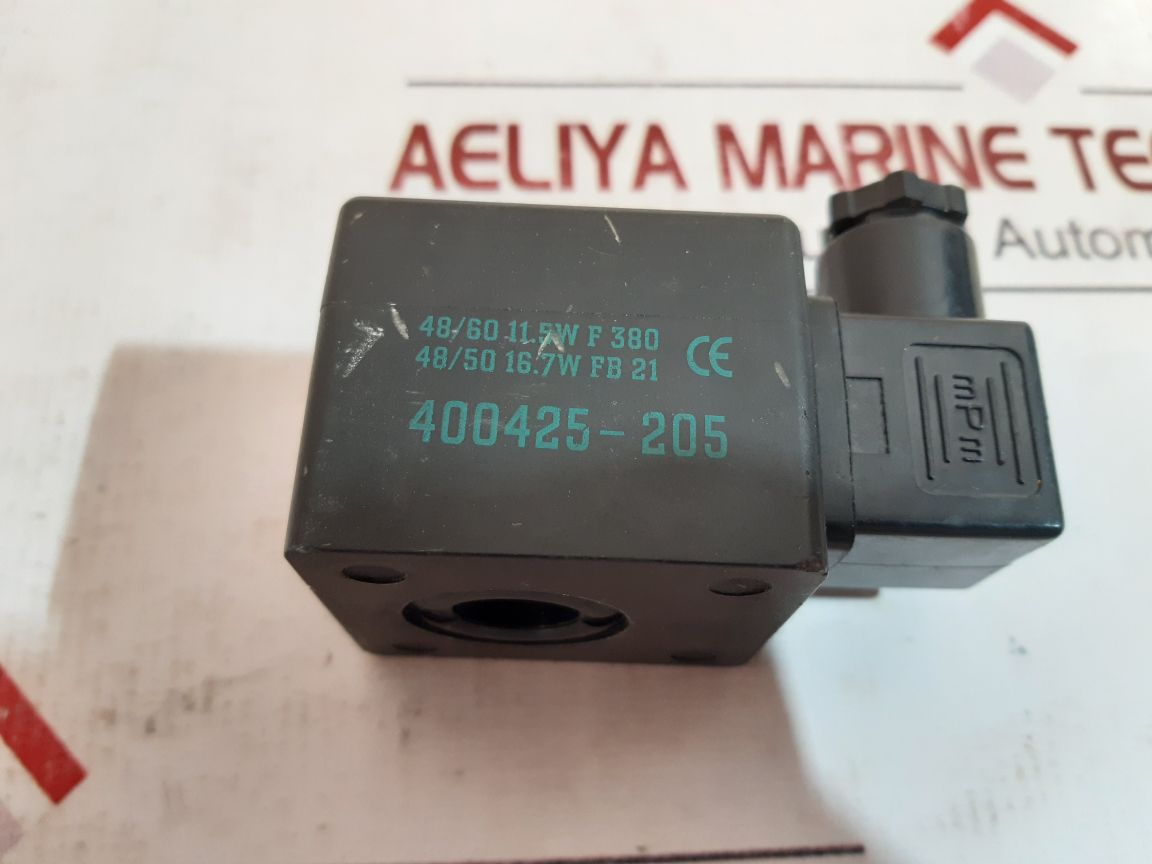 AELIYA MARINE TE
Autom
48/60 11.5W F 380
48/50 16.7W FB 21
CE
400425-205
mPm